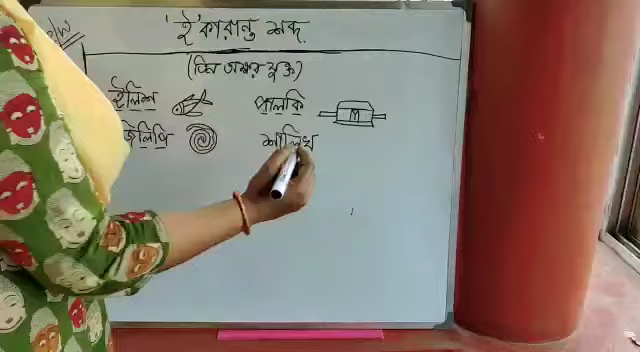 'ই' কারান্ত শব্দ
(তিন অক্ষর যুক্ত)
ইলিশ পালকি
জিলিপি শালিখ